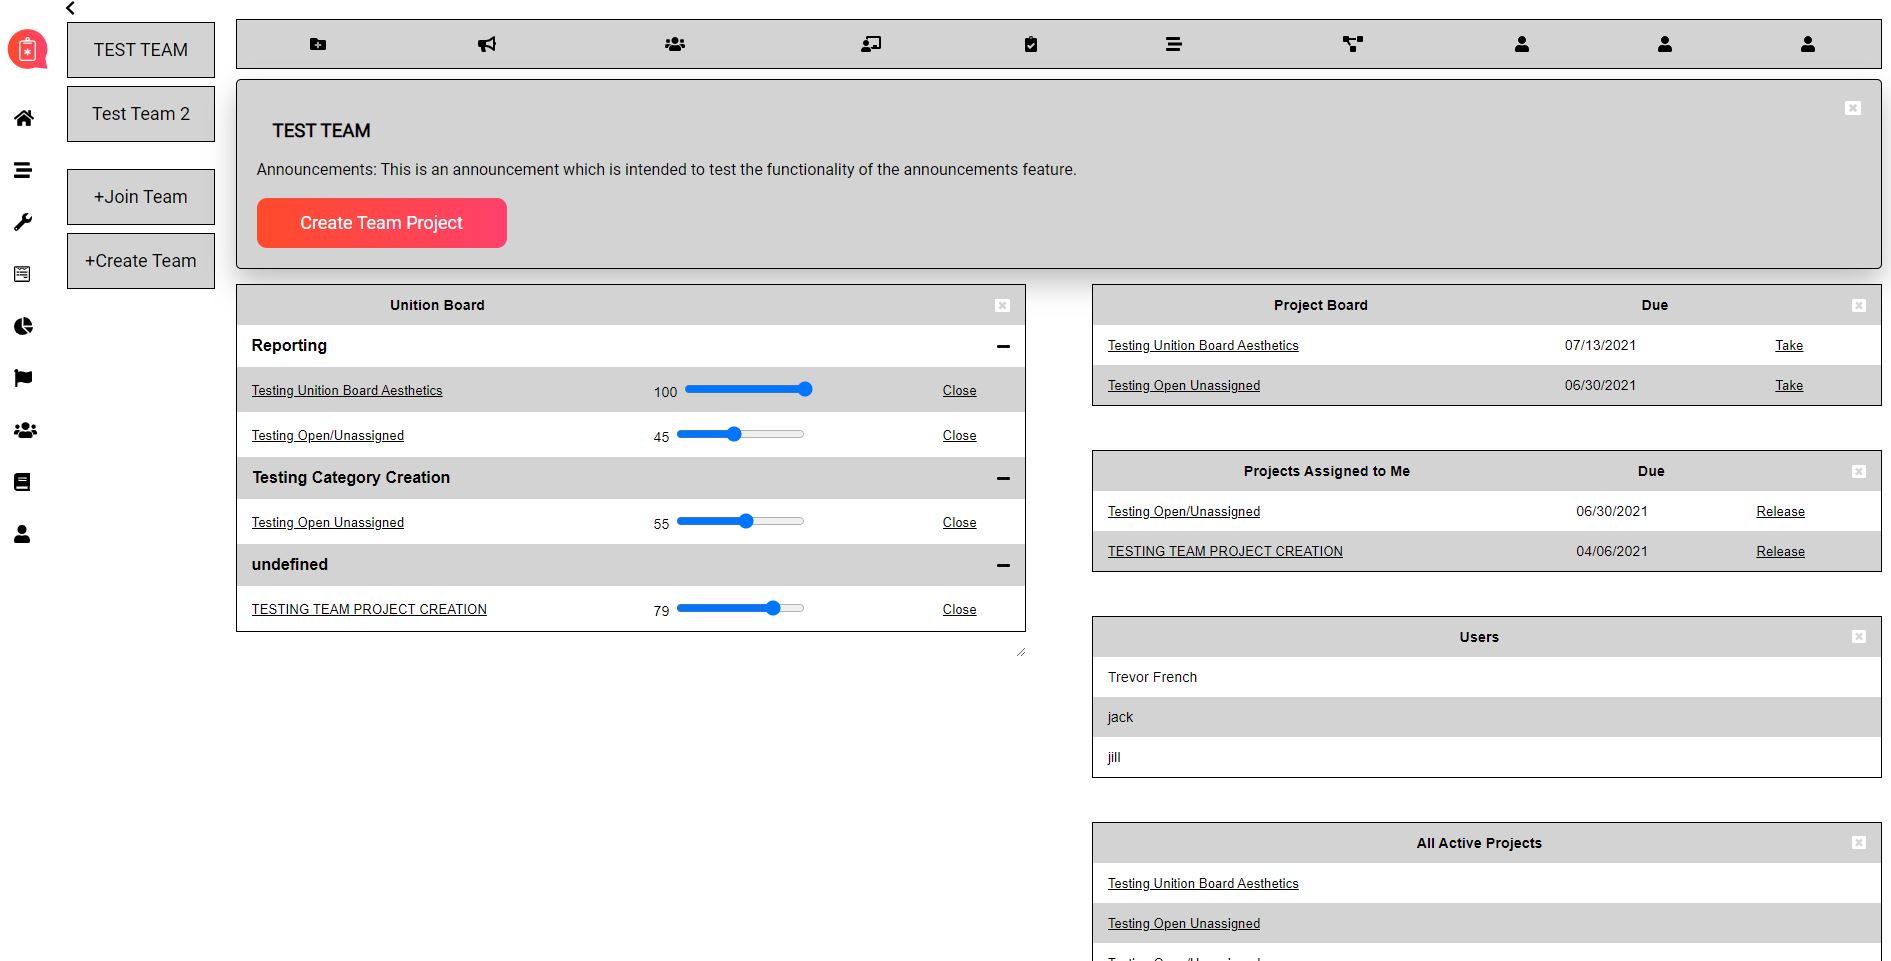 TEST TEAM
Test Team 2
+Join Team
+Create Team
TEST TEAM
Announcements: This is an announcement which is intended to test the functionality of the announcements feature.
Create Team Project
Unition Board
Reporting
Testing Unition Board Aesthetics 100 Close
Testing Open/Unassigned 45 Close
Testing Category Creation
Testing Open Unassigned 55 Close
undefined
TESTING TEAM PROJECT CREATION 79 Close
Project Board Due
Testing Unition Board Aesthetics 07/13/2021 Take
Testing Open Unassigned 06/30/2021 Take
Projects Assigned to Me Due
Testing Open/Unassigned 06/30/2021 Release
TESTING TEAM PROJECT CREATION 04/06/2021 Release
Users
Trevor French
jack
jill
All Active Projects
Testing Unition Board Aesthetics
Testing Open Unassigned